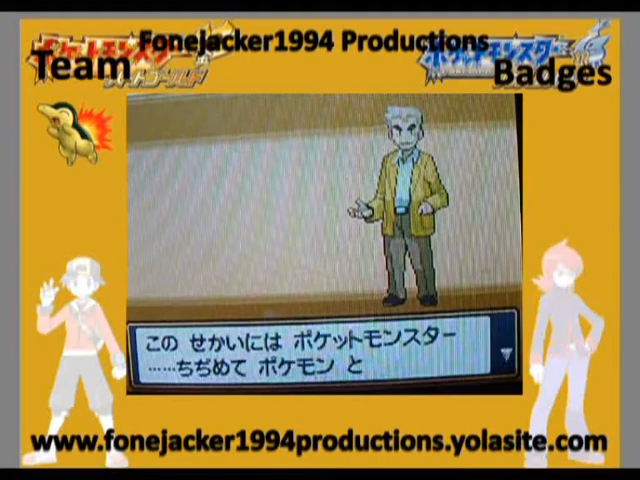 Fonejacker1994 Productions
Team
Badges
この せかいには ポケットモンスター
……ちぢめて ポケモン と
www.fonejacker1994productions.yolasite.com